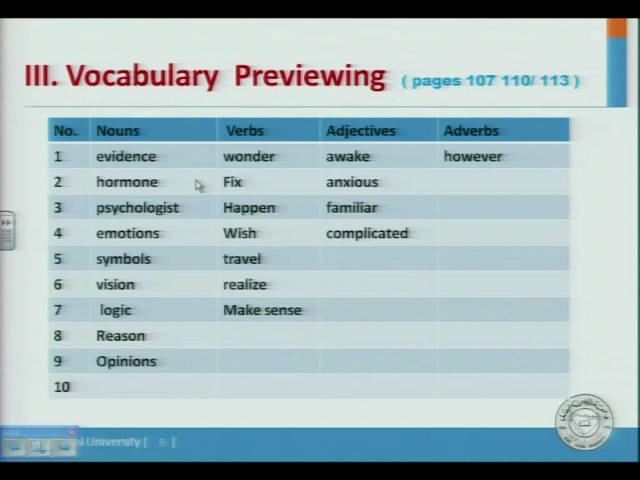 III. Vocabulary Previewing ( pages 107 110/ 113 )
No. Nouns Verbs Adjectives Adverbs
1 evidence wonder awake however
2 hormone Fix anxious
3 psychologist Happen familiar
4 emotions Wish complicated
5 symbols travel
6 vision realize
7 logic Make sense
8 Reason
9 Opinions
10
University [ 6 ]